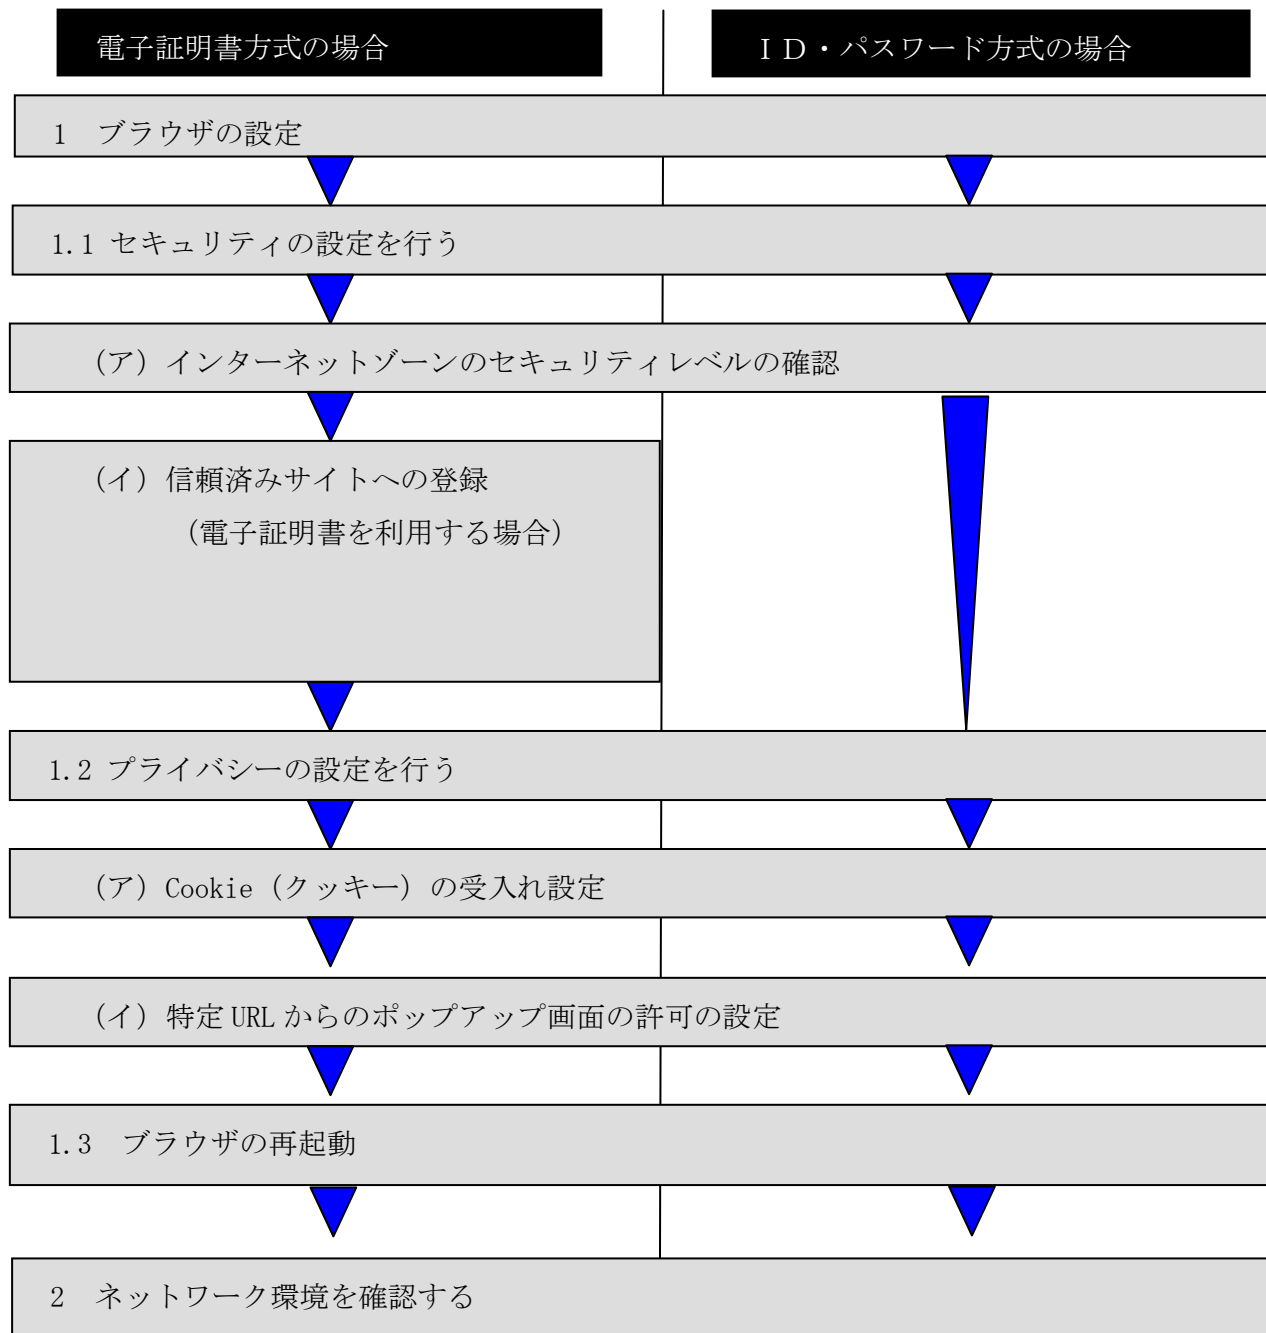 電子証明書方式の場合
ＩＤ・パスワード方式の場合
1　ブラウザの設定
1.1 セキュリティの設定を行う
（ア）インターネットゾーンのセキュリティレベルの確認
（イ）信頼済みサイトへの登録
（電子証明書を利用する場合）
1.2 プライバシーの設定を行う
（ア）Cookie（クッキー）の受入れ設定
（イ）特定 URL からのポップアップ画面の許可の設定
1.3　ブラウザの再起動
2　ネットワーク環境を確認する